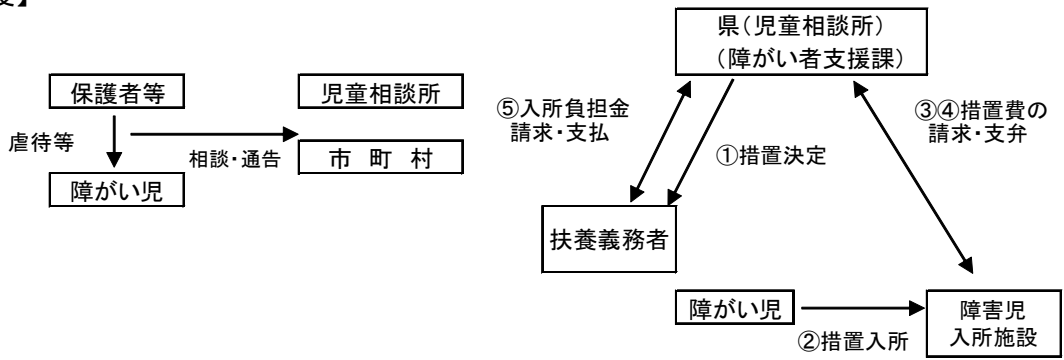 】
保護者等
児童相談所
虐待等
相談・通告
市 町 村
障がい児
県(児童相談所)
(障がい者支援課)
⑤入所負担金
請求・支払
①措置決定
③④措置費の
請求・支弁
扶養義務者
障がい児
②措置入所
障害児
入所施設